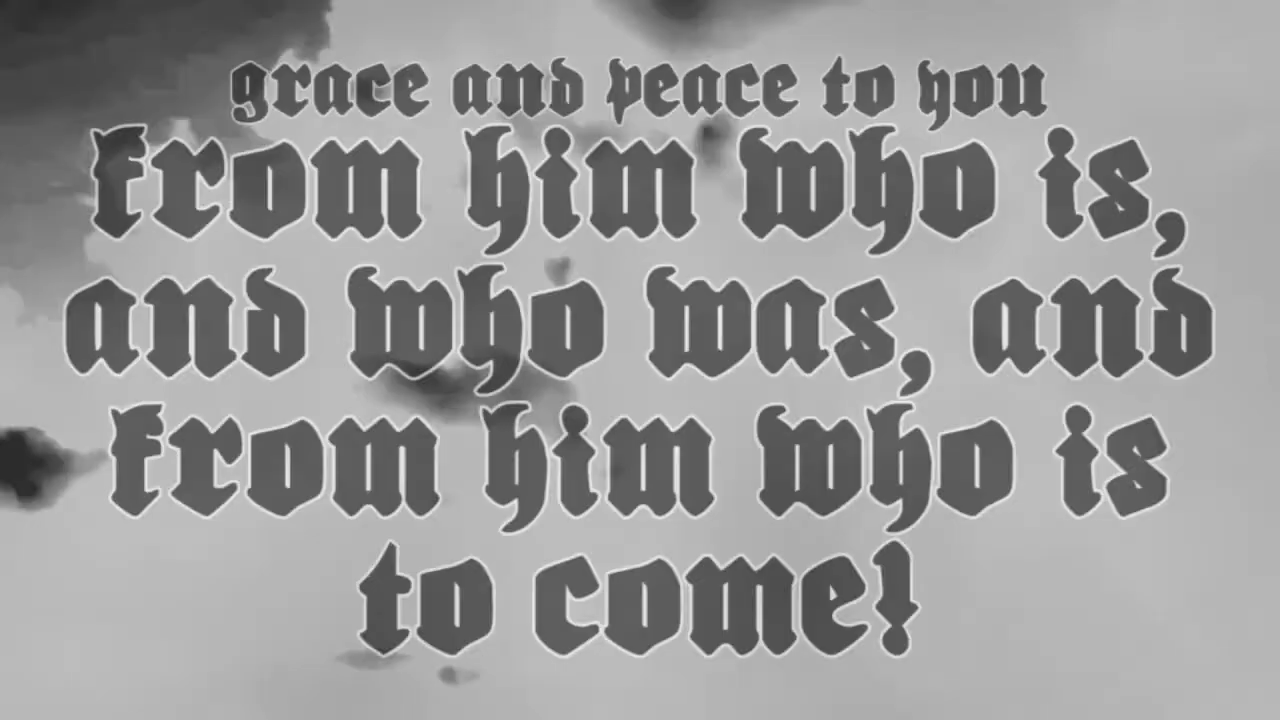 grace and peace to you
from him who is,
and who was, and
from him who is
to come!